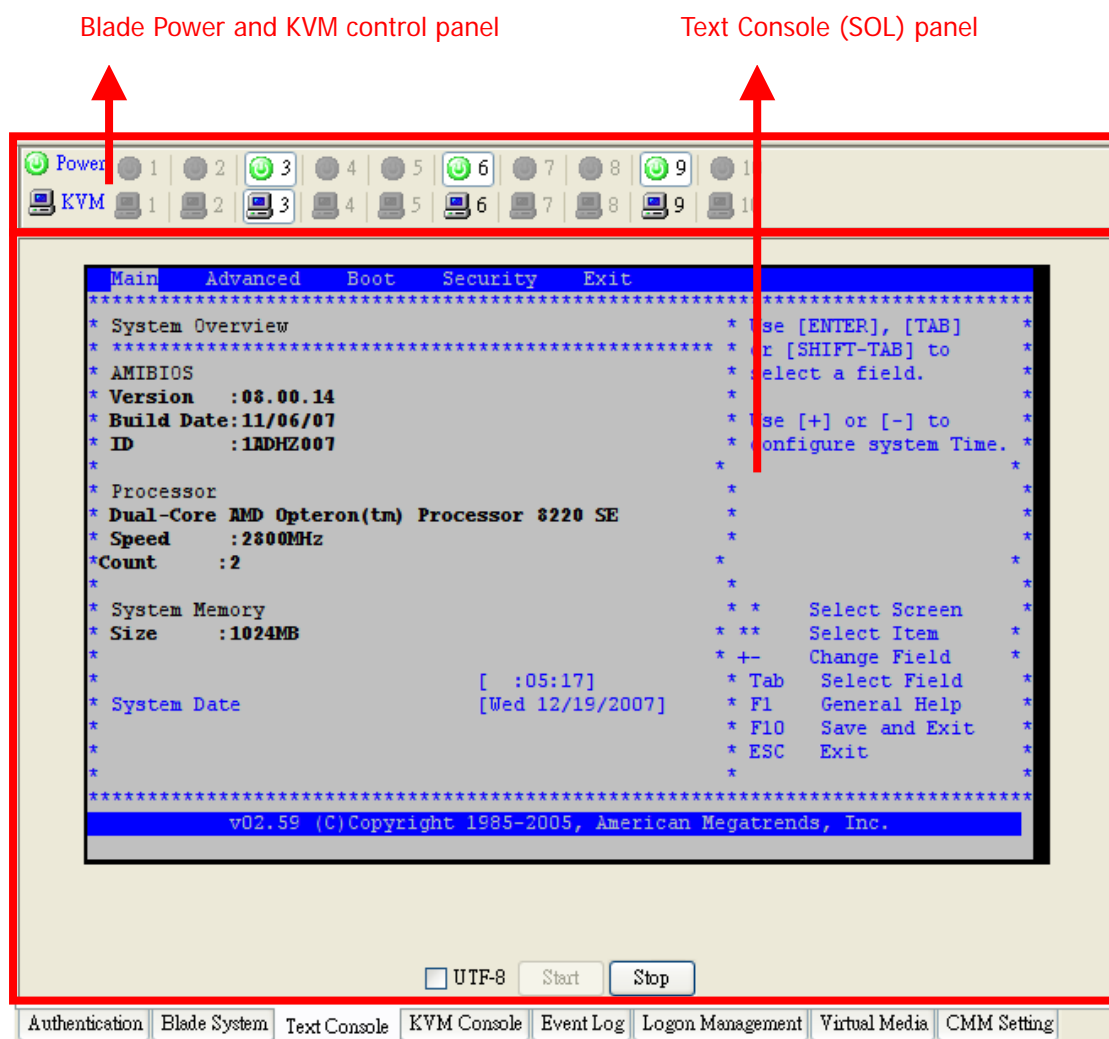 Blade Power and KVM control panel Text Console (SOL) panel
Power 1 2 3 4 5 6 7 8 9
KVM 1 2 3 4 5 6 7 8 9
Main Advanced Boot Security Exit
********************************************************************************
* System Overview * Use [ENTER], [TAB] *
* *************************************************** * or [SHIFT-TAB] to *
* AMIBIOS * select a field. *
* Version :08.00.14 * *
* Build Date:11/06/07 * Use [+] or [-] to *
* ID :1ADHZ007 * configure system Time. *
* * *
* Processor * *
* Dual-Core AMD Opteron(tm) Processor 8220 SE * *
* Speed :2800MHz * *
*Count :2 * *
* * *
* System Memory * * Select Screen *
* Size :1024MB * ** Select Item *
* * +- Change Field *
* [ :05:17] * Tab Select Field *
* System Date [Wed 12/19/2007] * F1 General Help *
* * F10 Save and Exit *
* * ESC Exit *
* * *
********************************************************************************
v02.59 (C)Copyright 1985-2005, American Megatrends, Inc.
UTF-8 Start Stop
Authentication Blade System Text Console KVM Console Event Log Logon Management Virtual Media CMM Setting